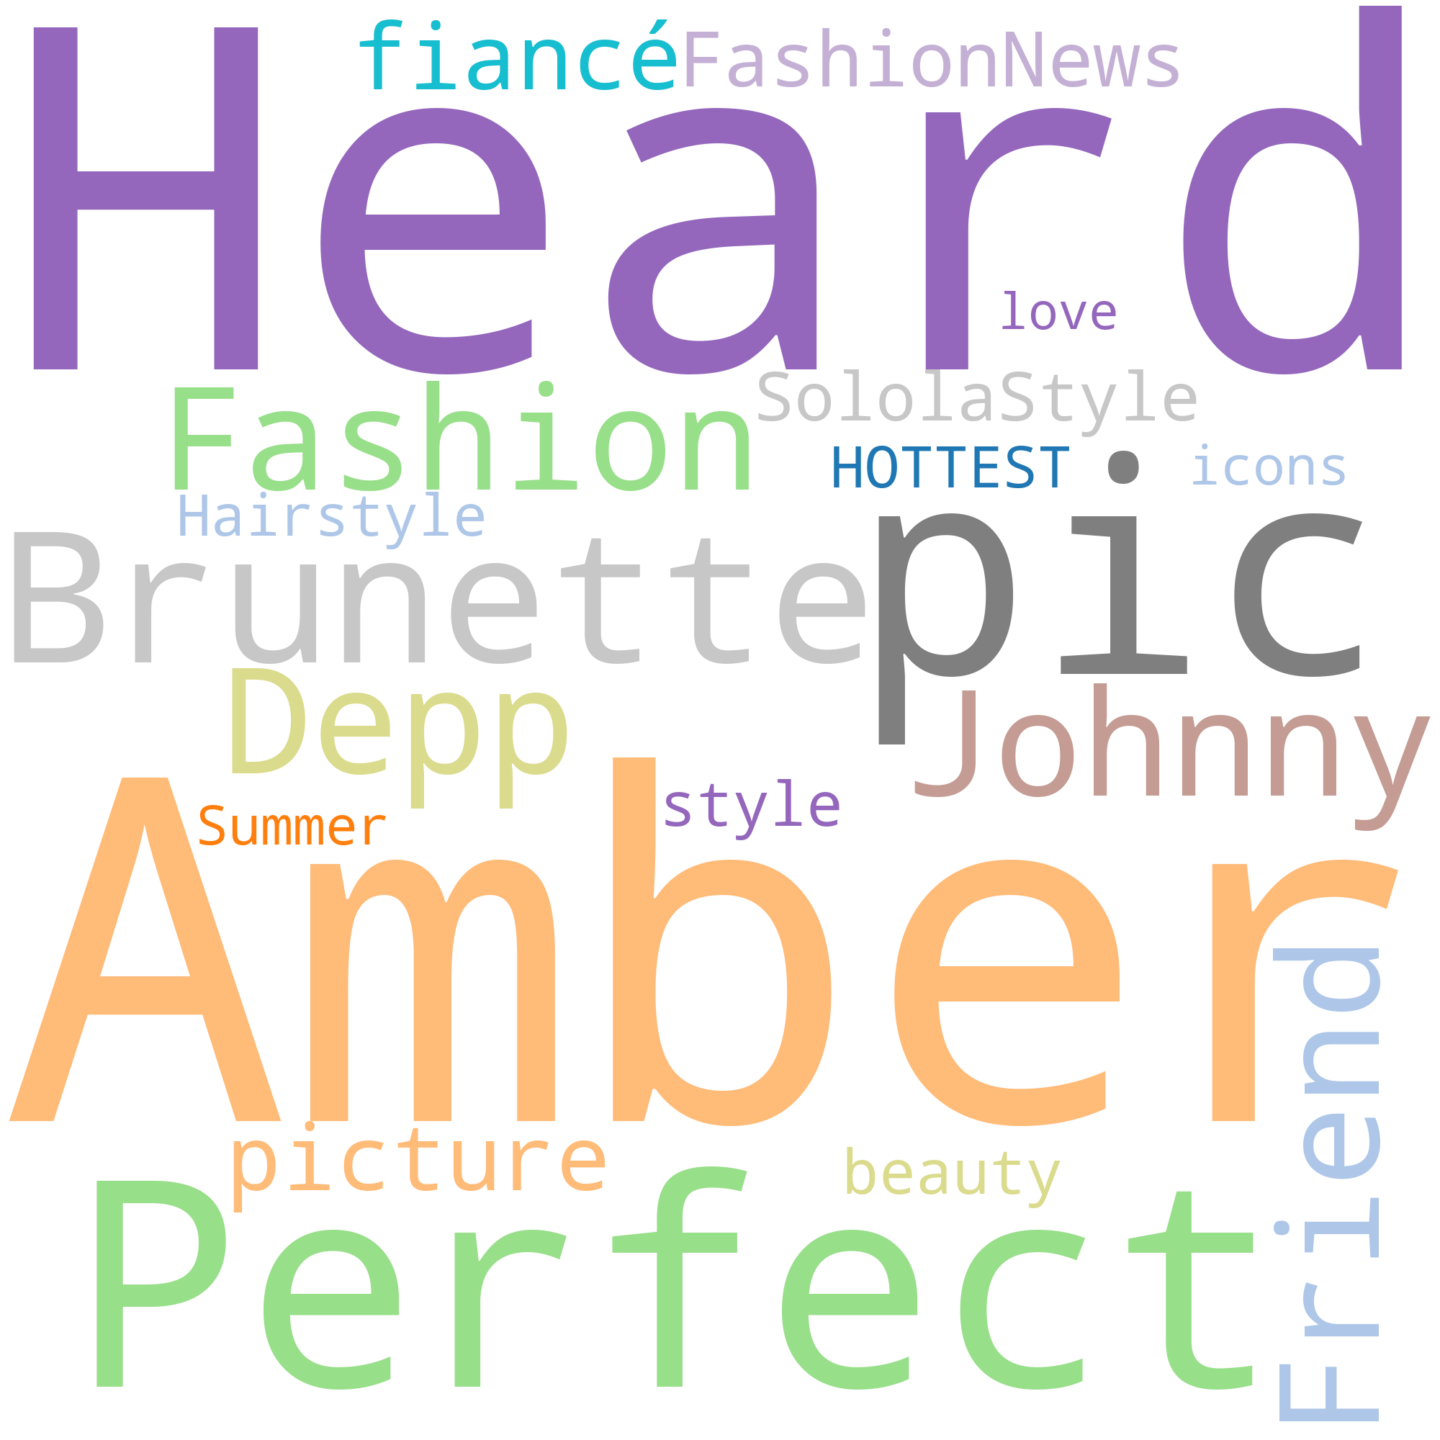 fiancé FashionNews
Heard
love
Fashion SololaStyle
HOTTEST icons
Hairstyle
Brunette pic
Depp Johnny
Summer style
Amber
Friend
picture beauty
Perfect